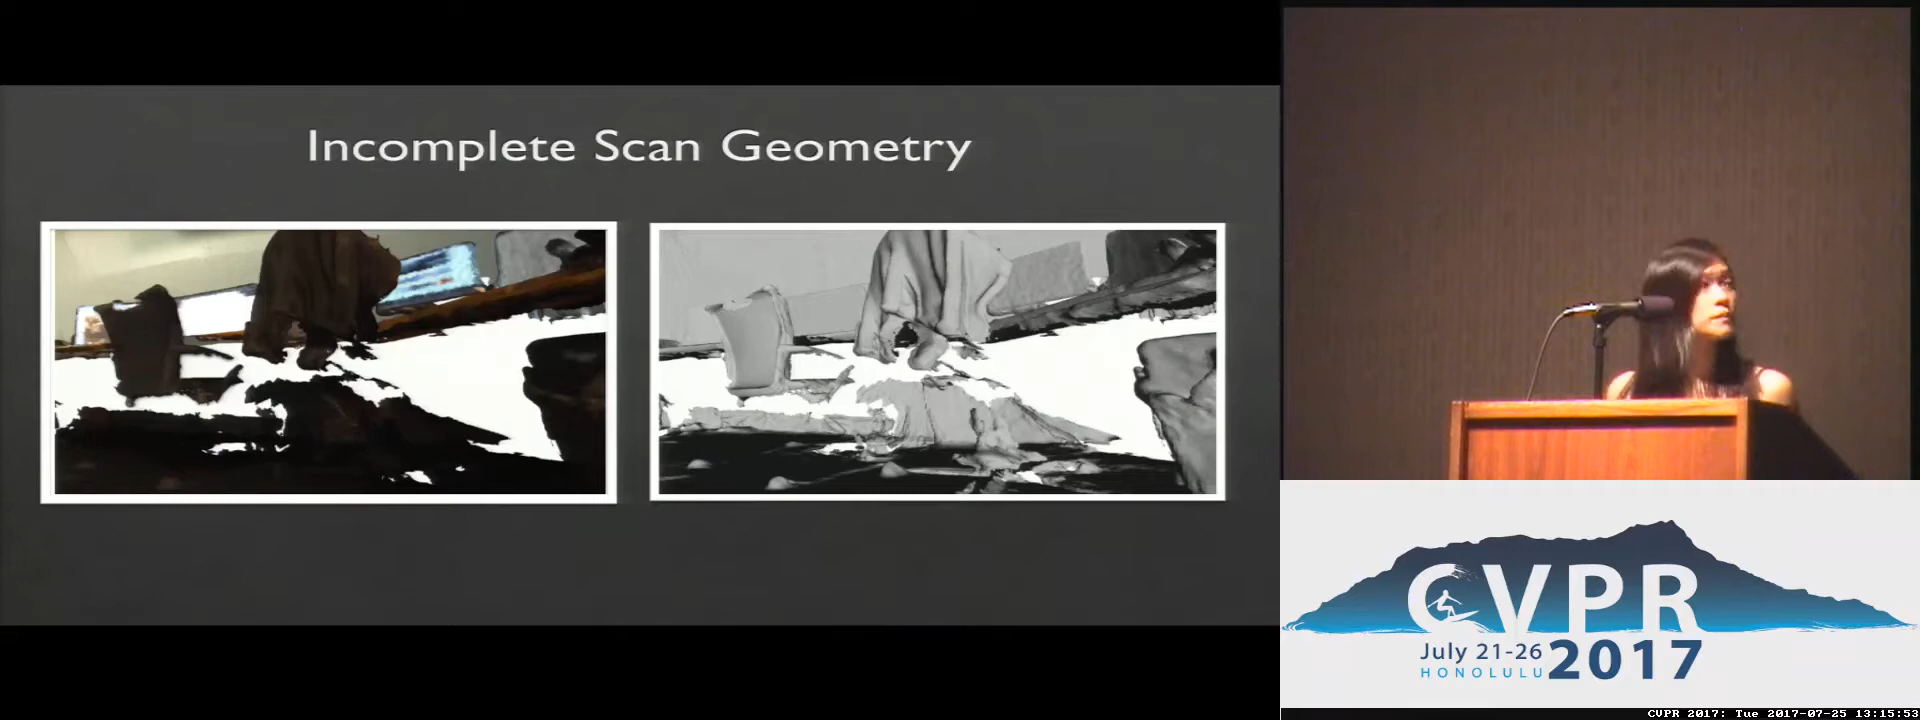 Incomplete Scan Geometry
CVPR
July 21-26
HONOLULU
2017
CVPR 2017: Tue 2017-07-25 13:15:53